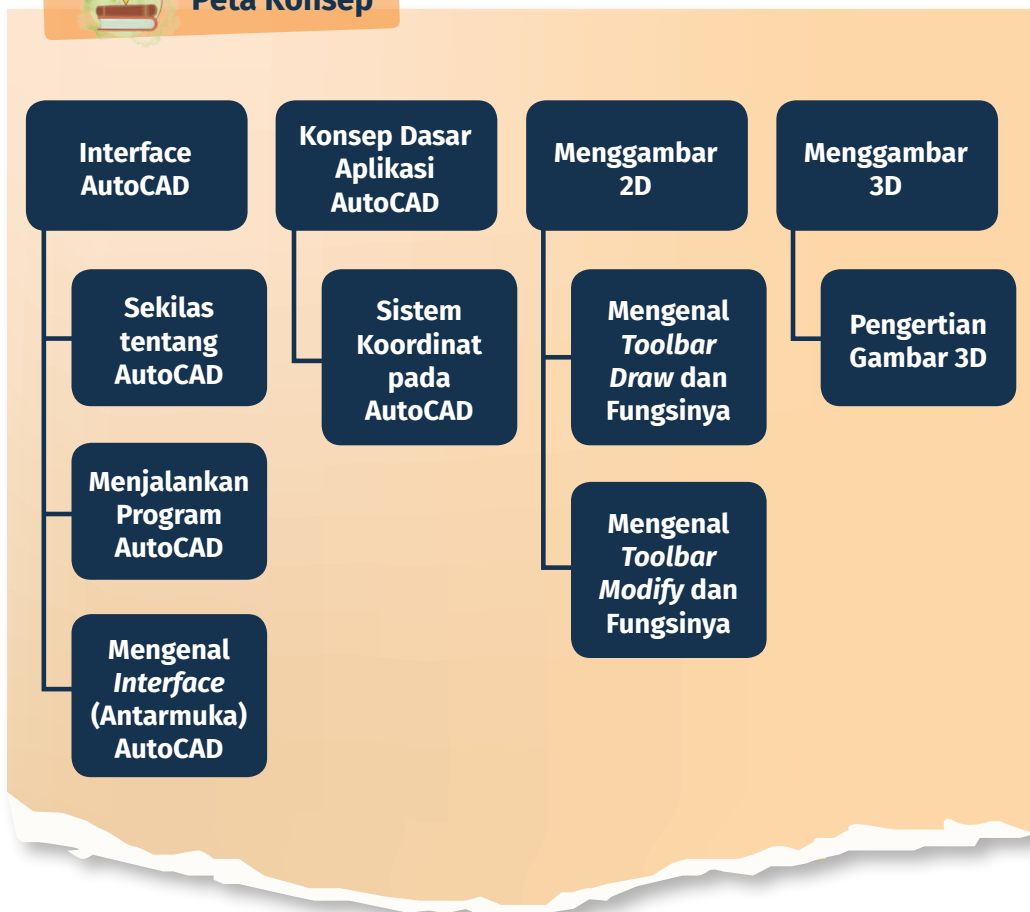 Peta Konsep
Interface
AutoCAD
Sekilas
tentang
AutoCAD
Menjalankan
Program
AutoCAD
Mengenal
Interface
(Antarmuka)
AutoCAD
Konsep Dasar
Aplikasi
AutoCAD
Sistem
Koordinat
pada
AutoCAD
Menggambar
2D
Mengenal
Toolbar
Draw dan
Fungsinya
Mengenal
Toolbar
Modify dan
Fungsinya
Menggambar
3D
Pengertian
Gambar 3D